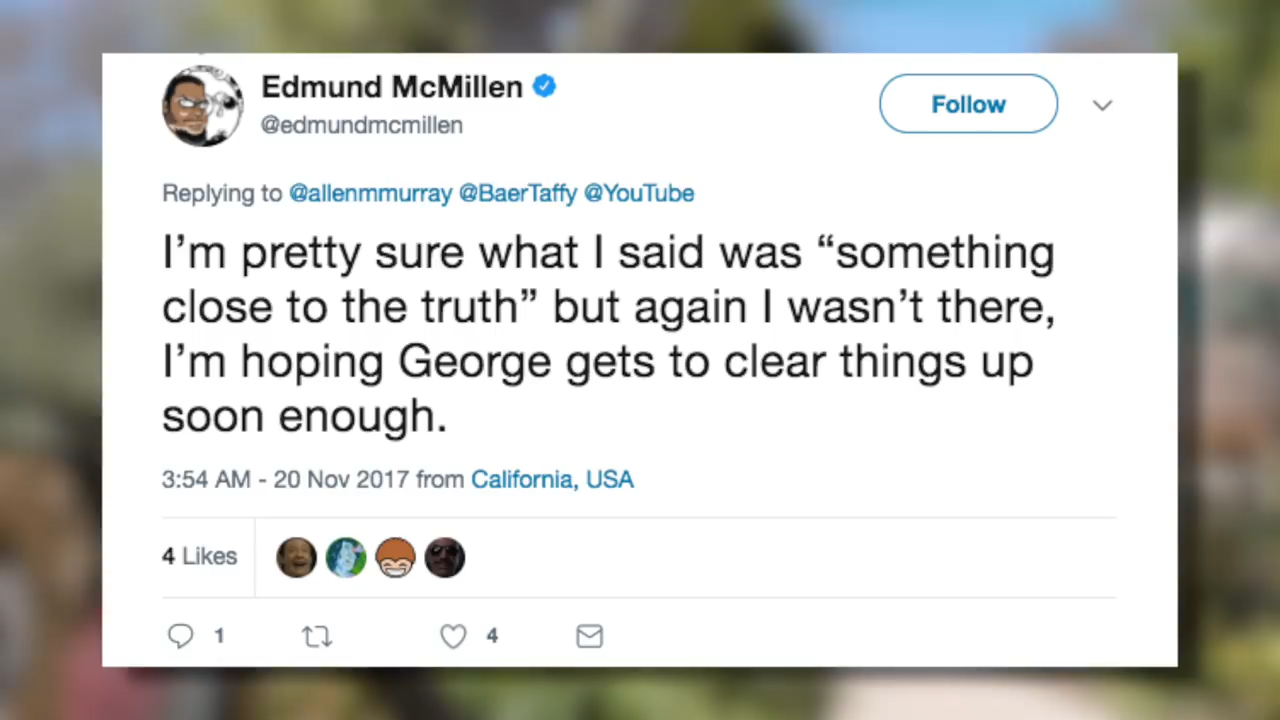 Edmund McMillen
@edmundmcmillen
Follow
Replying to @allenmmurray @BaerTaffy @YouTube
I’m pretty sure what I said was “something
close to the truth” but again I wasn’t there,
I’m hoping George gets to clear things up
soon enough.
3:54 AM - 20 Nov 2017 from California, USA
4 Likes
1
4